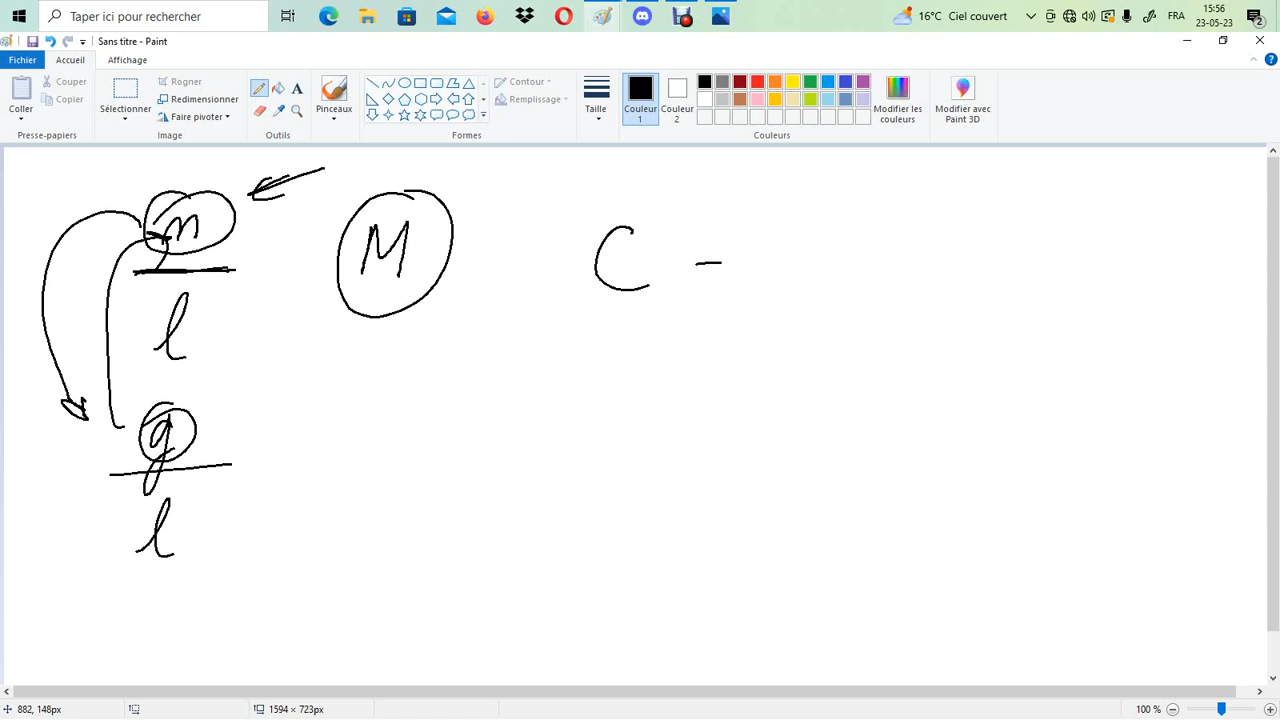 Taper ici pour rechercher
16°C Ciel couvert
FRA
15:56
23-05-23
2
Sans titre - Paint
Fichier
Accueil
Affichage
Coller
Couper
Copier
Presse-papiers
Sélectionner
Rogner
Redimensionner
Faire pivoter
Image
A
Outils
Pinceaux
Contour
Remplissage
Formes
Taille
Couleur 1
Couleur 2
Modifier les couleurs
Couleurs
Modifier avec Paint 3D
n
l
M
C -
g
l
882, 148px
1594 × 723px
100 %